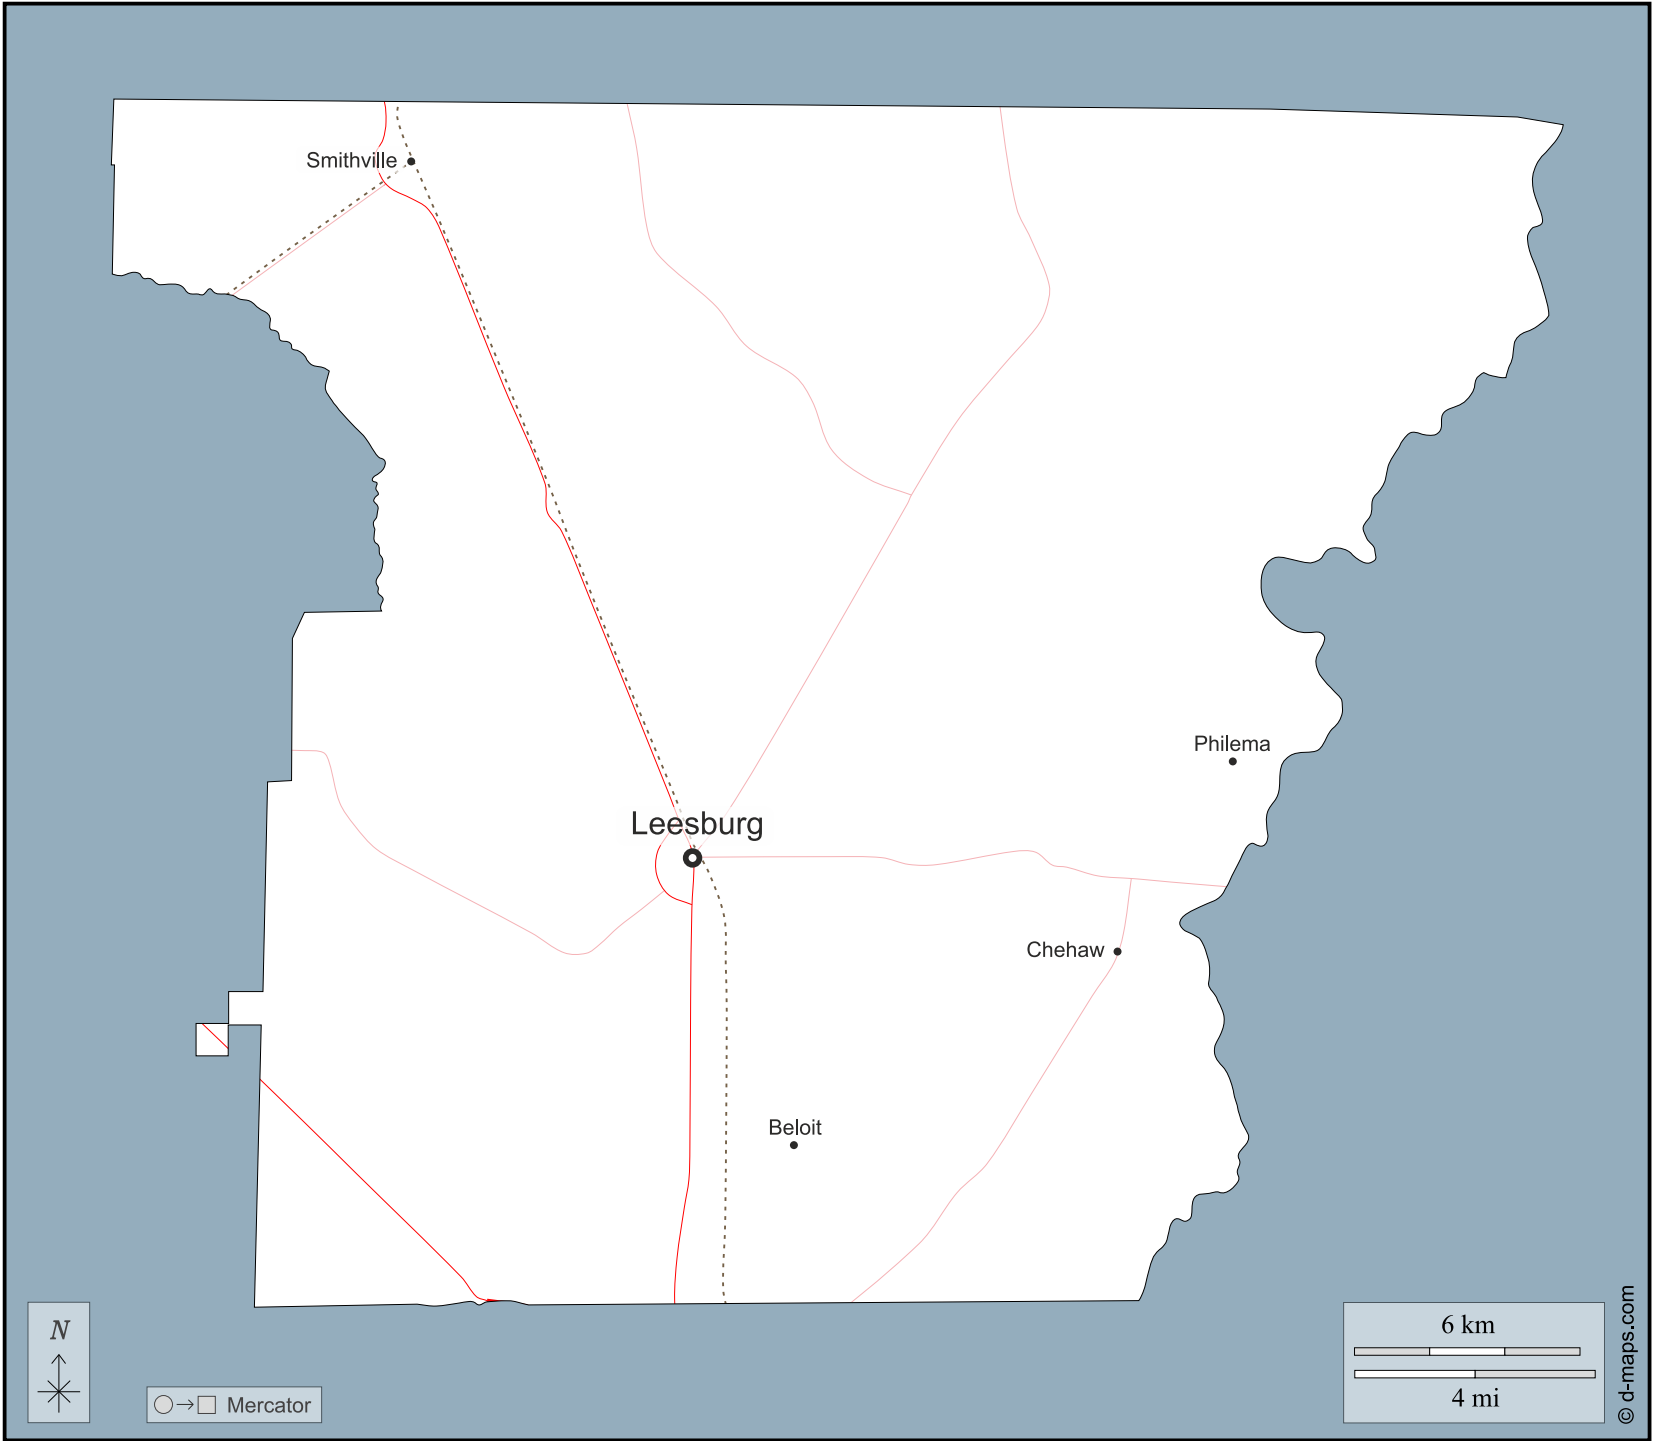 Smithville
Philema
Leesburg
Chehaw
Beloit
N
Mercator
6 km
4 mi
© d-maps.com